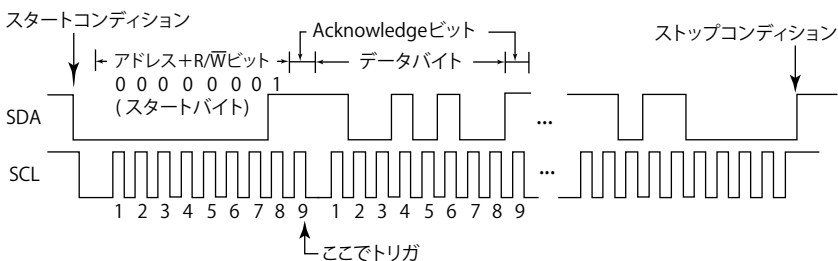 スタートコンディション
Acknowledgeビット
ストップコンディション
アドレス+R/W̅ビット
データバイト
0 0 0 0 0 0 0 1
(スタートバイト)
SDA
...
SCL
...
1 2 3 4 5 6 7 8 9 1 2 3 4 5 6 7 8 9
ここでトリガ